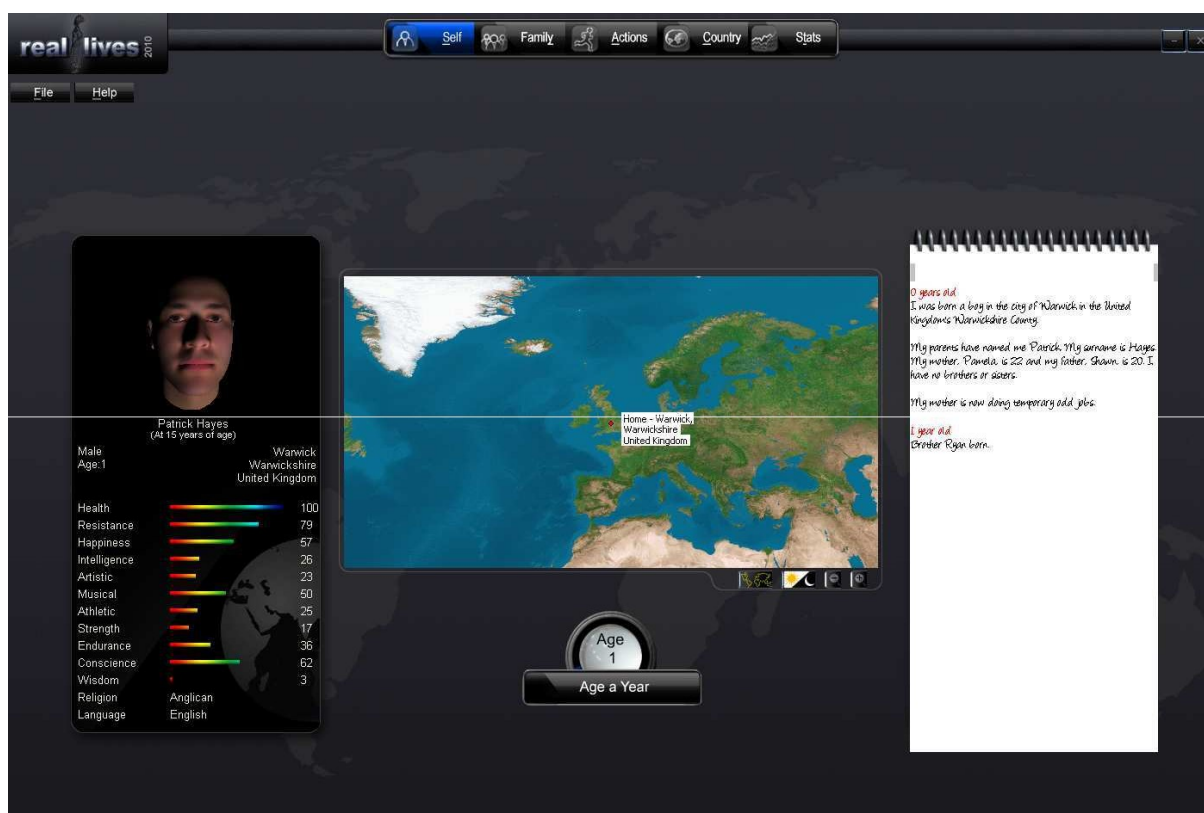 real lives 2010
Self
Family
Actions
Country
Stats
File
Help
Patrick Hayes
(At 15 years of age)
Male
Age:1
Warwick
Warwickshire
United Kingdom
Health 100
Resistance 79
Happiness 57
Intelligence 26
Artistic 23
Musical 50
Athletic 25
Strength 17
Endurance 36
Conscience 62
Wisdom 3
Religion Anglican
Language English
Home - Warwick,
Warwickshire
United Kingdom
Age
1
Age a Year
0 years old
I was born a boy in the city of Warwick in the United
Kingdom's Warwickshire County.
My parents have named me Patrick. My surname is Hayes.
My mother, Pamela, is 22 and my father, Shawn, is 20. I
have no brothers or sisters.
My mother is now doing temporary odd jobs.
1 year old
Brother Ryan born.